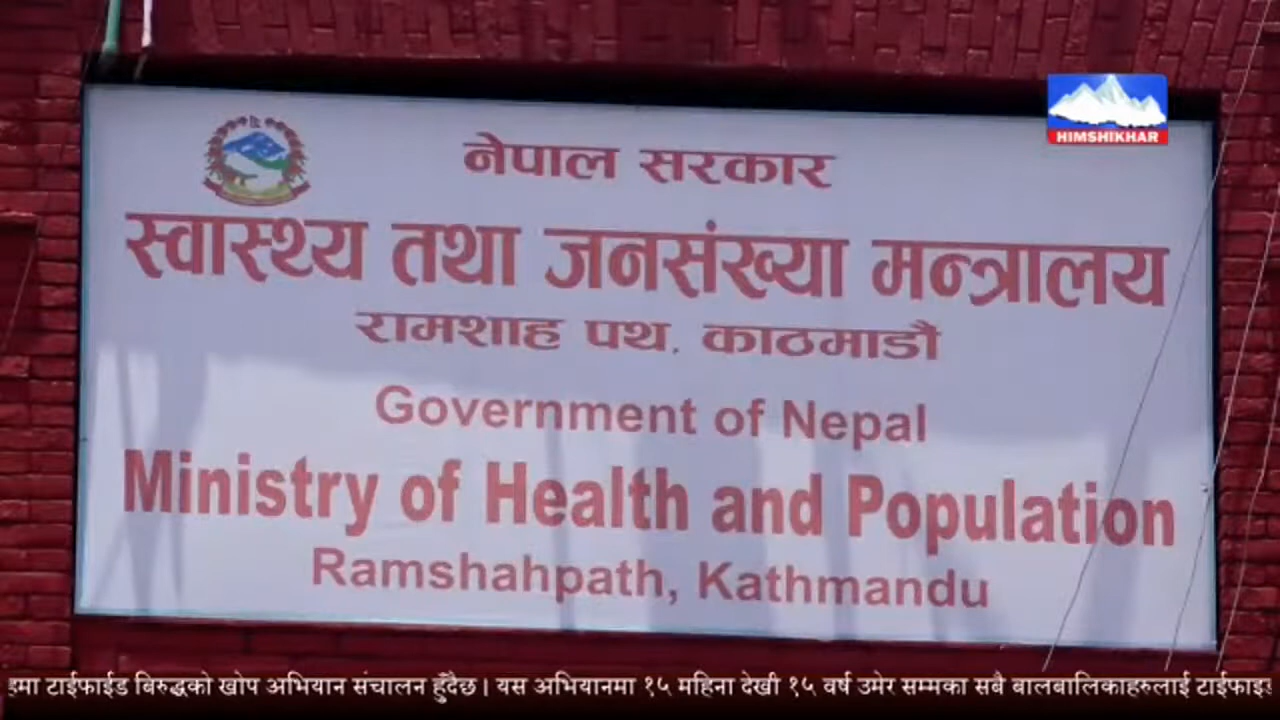 HIMSHIKHAR
नेपाल सरकार
स्वास्थ्य तथा जनसंख्या मन्त्रालय
रामशाह पथ, काठमाडौ
Government of Nepal
Ministry of Health and Population
Ramshahpath, Kathmandu
टाईफाईड बिरुद्धको खोप अभियान संचालन हुँदैछ । यस अभियानमा १५ महिना देखी १५ वर्ष उमेर सम्मका सबै बालबालिकाहरुलाई